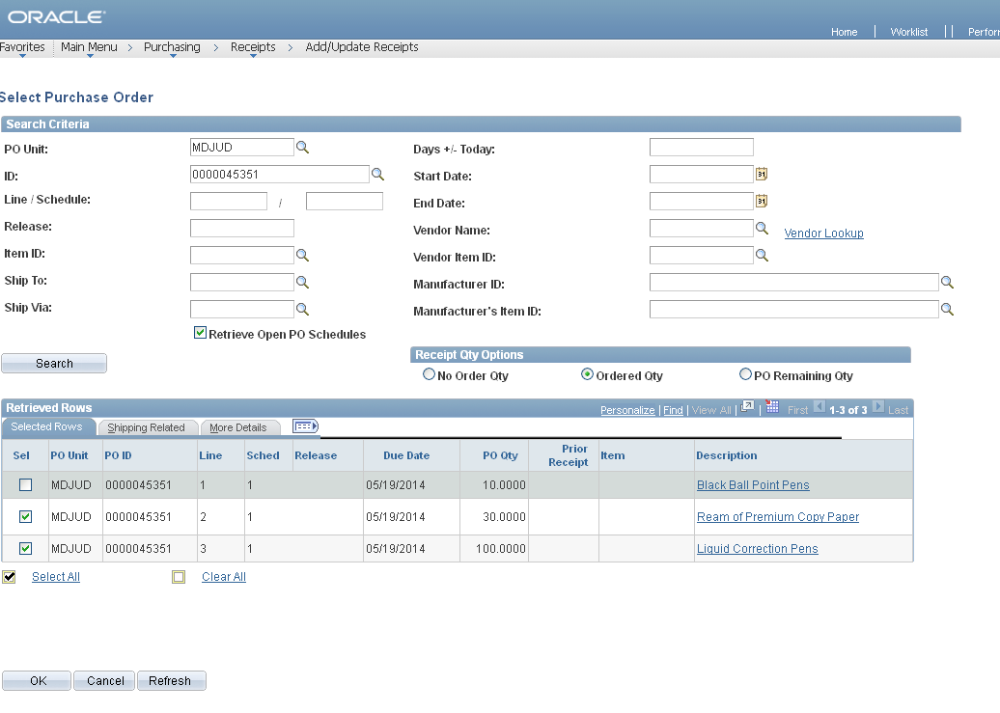 ORACLE
Home | Worklist | | Perfor
Favorites Main Menu > Purchasing > Receipts > Add/Update Receipts
Select Purchase Order
Search Criteria
PO Unit: MDJUD Days +/- Today:
ID: 0000045351 Start Date: 31
Line / Schedule: / End Date: 31
Release: Vendor Name: Vendor Lookup
Item ID: Vendor Item ID:
Ship To: Manufacturer ID:
Ship Via: Manufacturer's Item ID:
Retrieve Open PO Schedules
Search
Receipt Qty Options
No Order Qty Ordered Qty PO Remaining Qty
Retrieved Rows Personalize | Find | View All | | First 1-3 of 3 Last
Selected Rows Shipping Related More Details
Sel PO Unit PO ID Line Sched Release Due Date PO Qty Prior Receipt Item Description
MDJUD 0000045351 1 1 05/19/2014 10.0000 Black Ball Point Pens
MDJUD 0000045351 2 1 05/19/2014 30.0000 Ream of Premium Copy Paper
MDJUD 0000045351 3 1 05/19/2014 100.0000 Liquid Correction Pens
Select All Clear All
OK Cancel Refresh